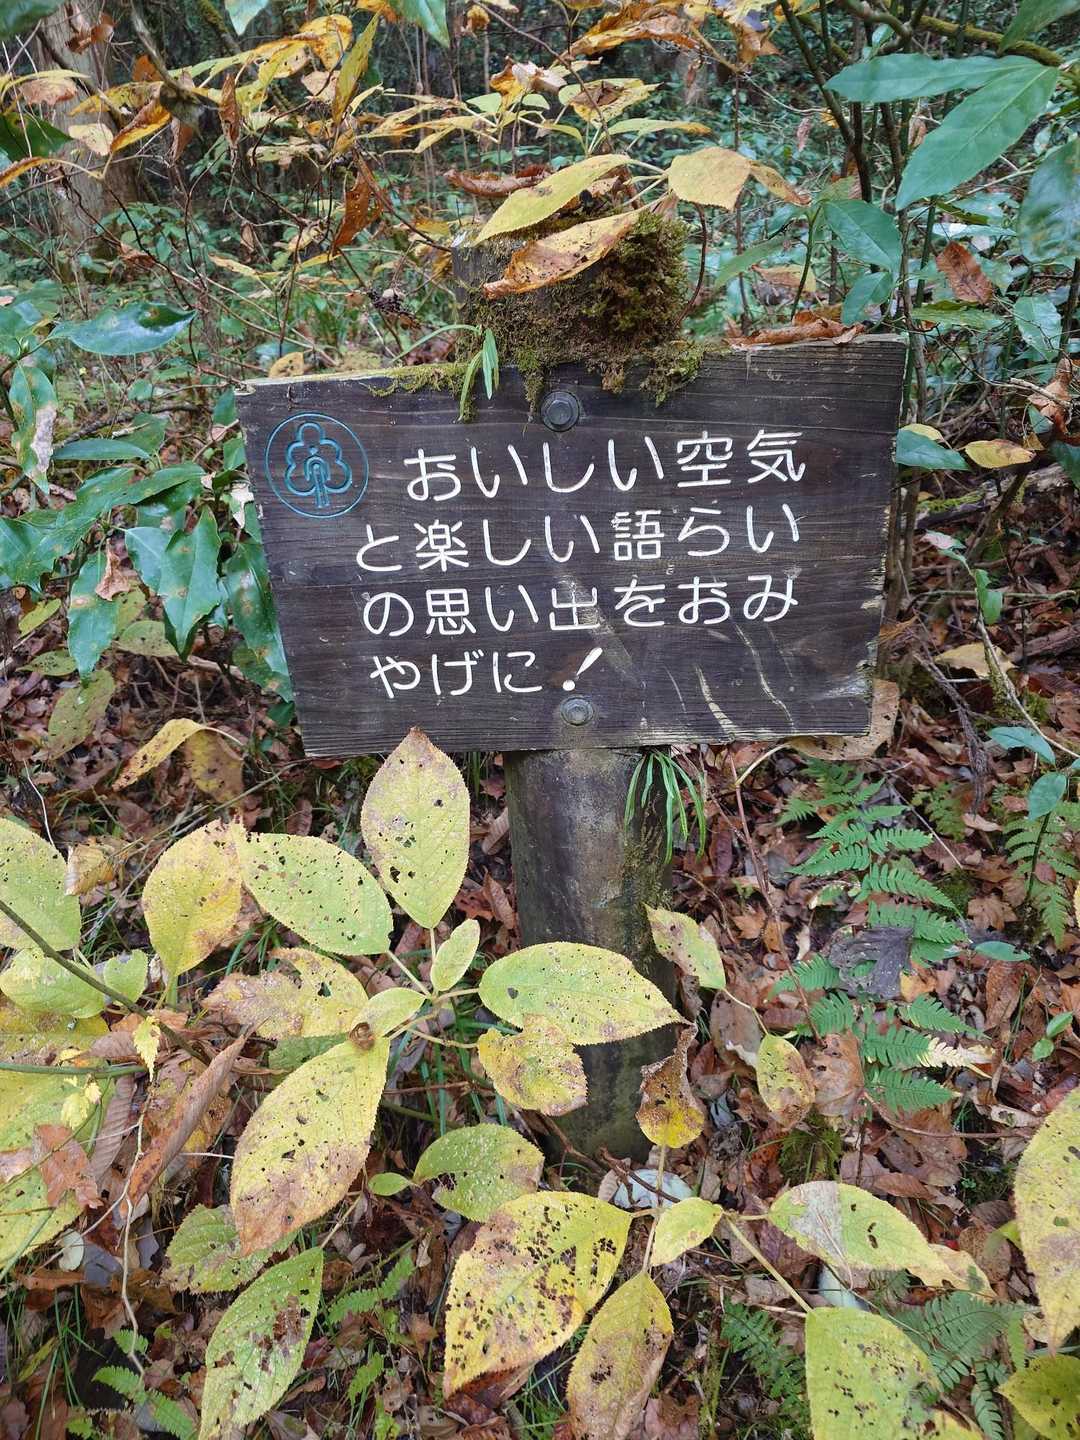 おいしい空気
と楽しい語らい
の思い出をおみ
やげに!